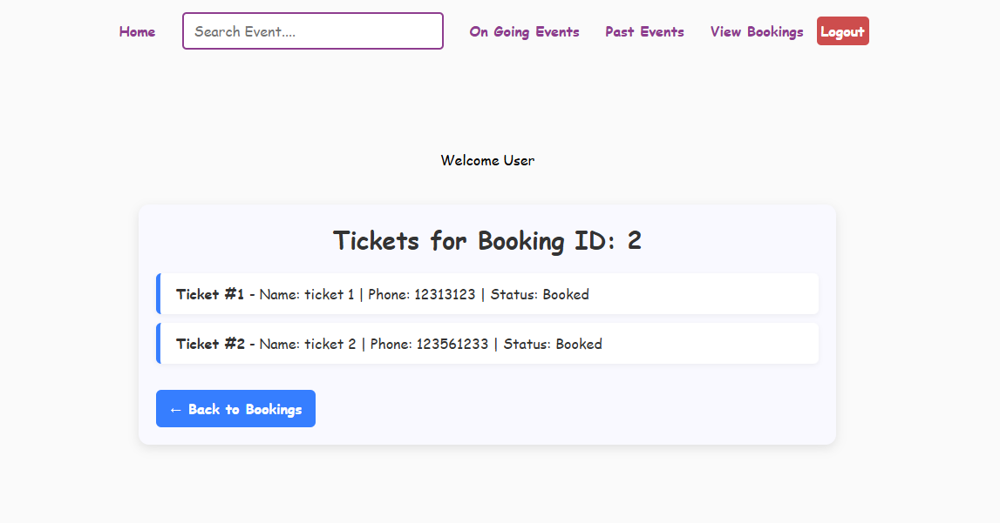 Home Search Event.... On Going Events Past Events View Bookings Logout
Welcome User
Tickets for Booking ID: 2
Ticket #1 - Name: ticket 1 | Phone: 12313123 | Status: Booked
Ticket #2 - Name: ticket 2 | Phone: 123561233 | Status: Booked
← Back to Bookings